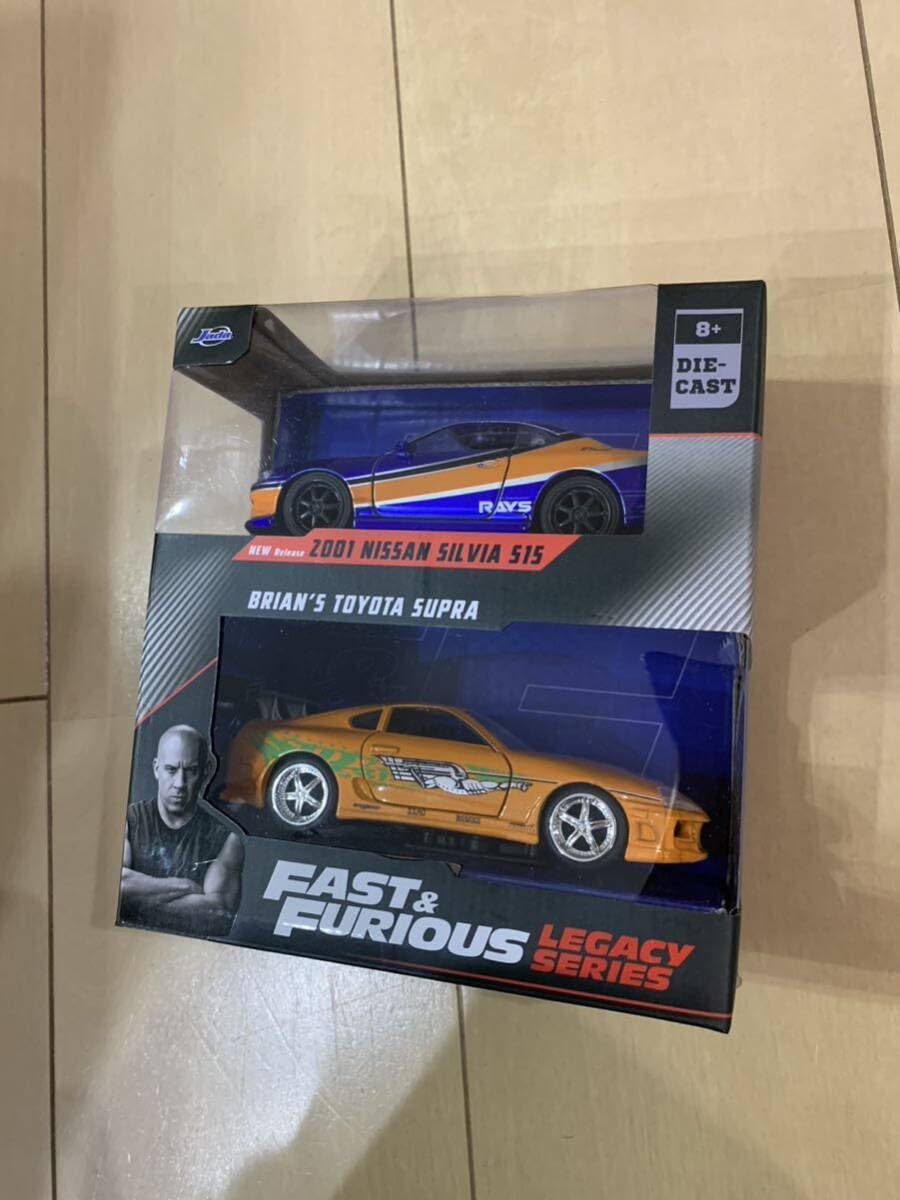 Jada
8+
DIE-
CAST
RAYS
NEW Release 2001 NISSAN SILVIA S15
BRIAN'S TOYOTA SUPRA
FAST &
FURIOUS
LEGACY
SERIES